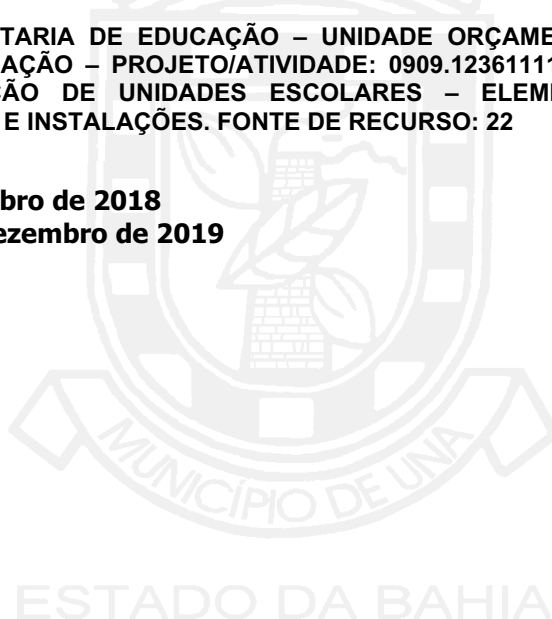 TARIA DE EDUCAÇÃO – UNIDADE ORÇAME
AÇÃO – PROJETO/ATIVIDADE: 0909.12361111
ÇÃO DE UNIDADES ESCOLARES – ELEM
E INSTALAÇÕES. FONTE DE RECURSO: 22
bro de 2018
ezembro de 2019
MUNICÍPIO DE UNA
ESTADO DA BAHIA